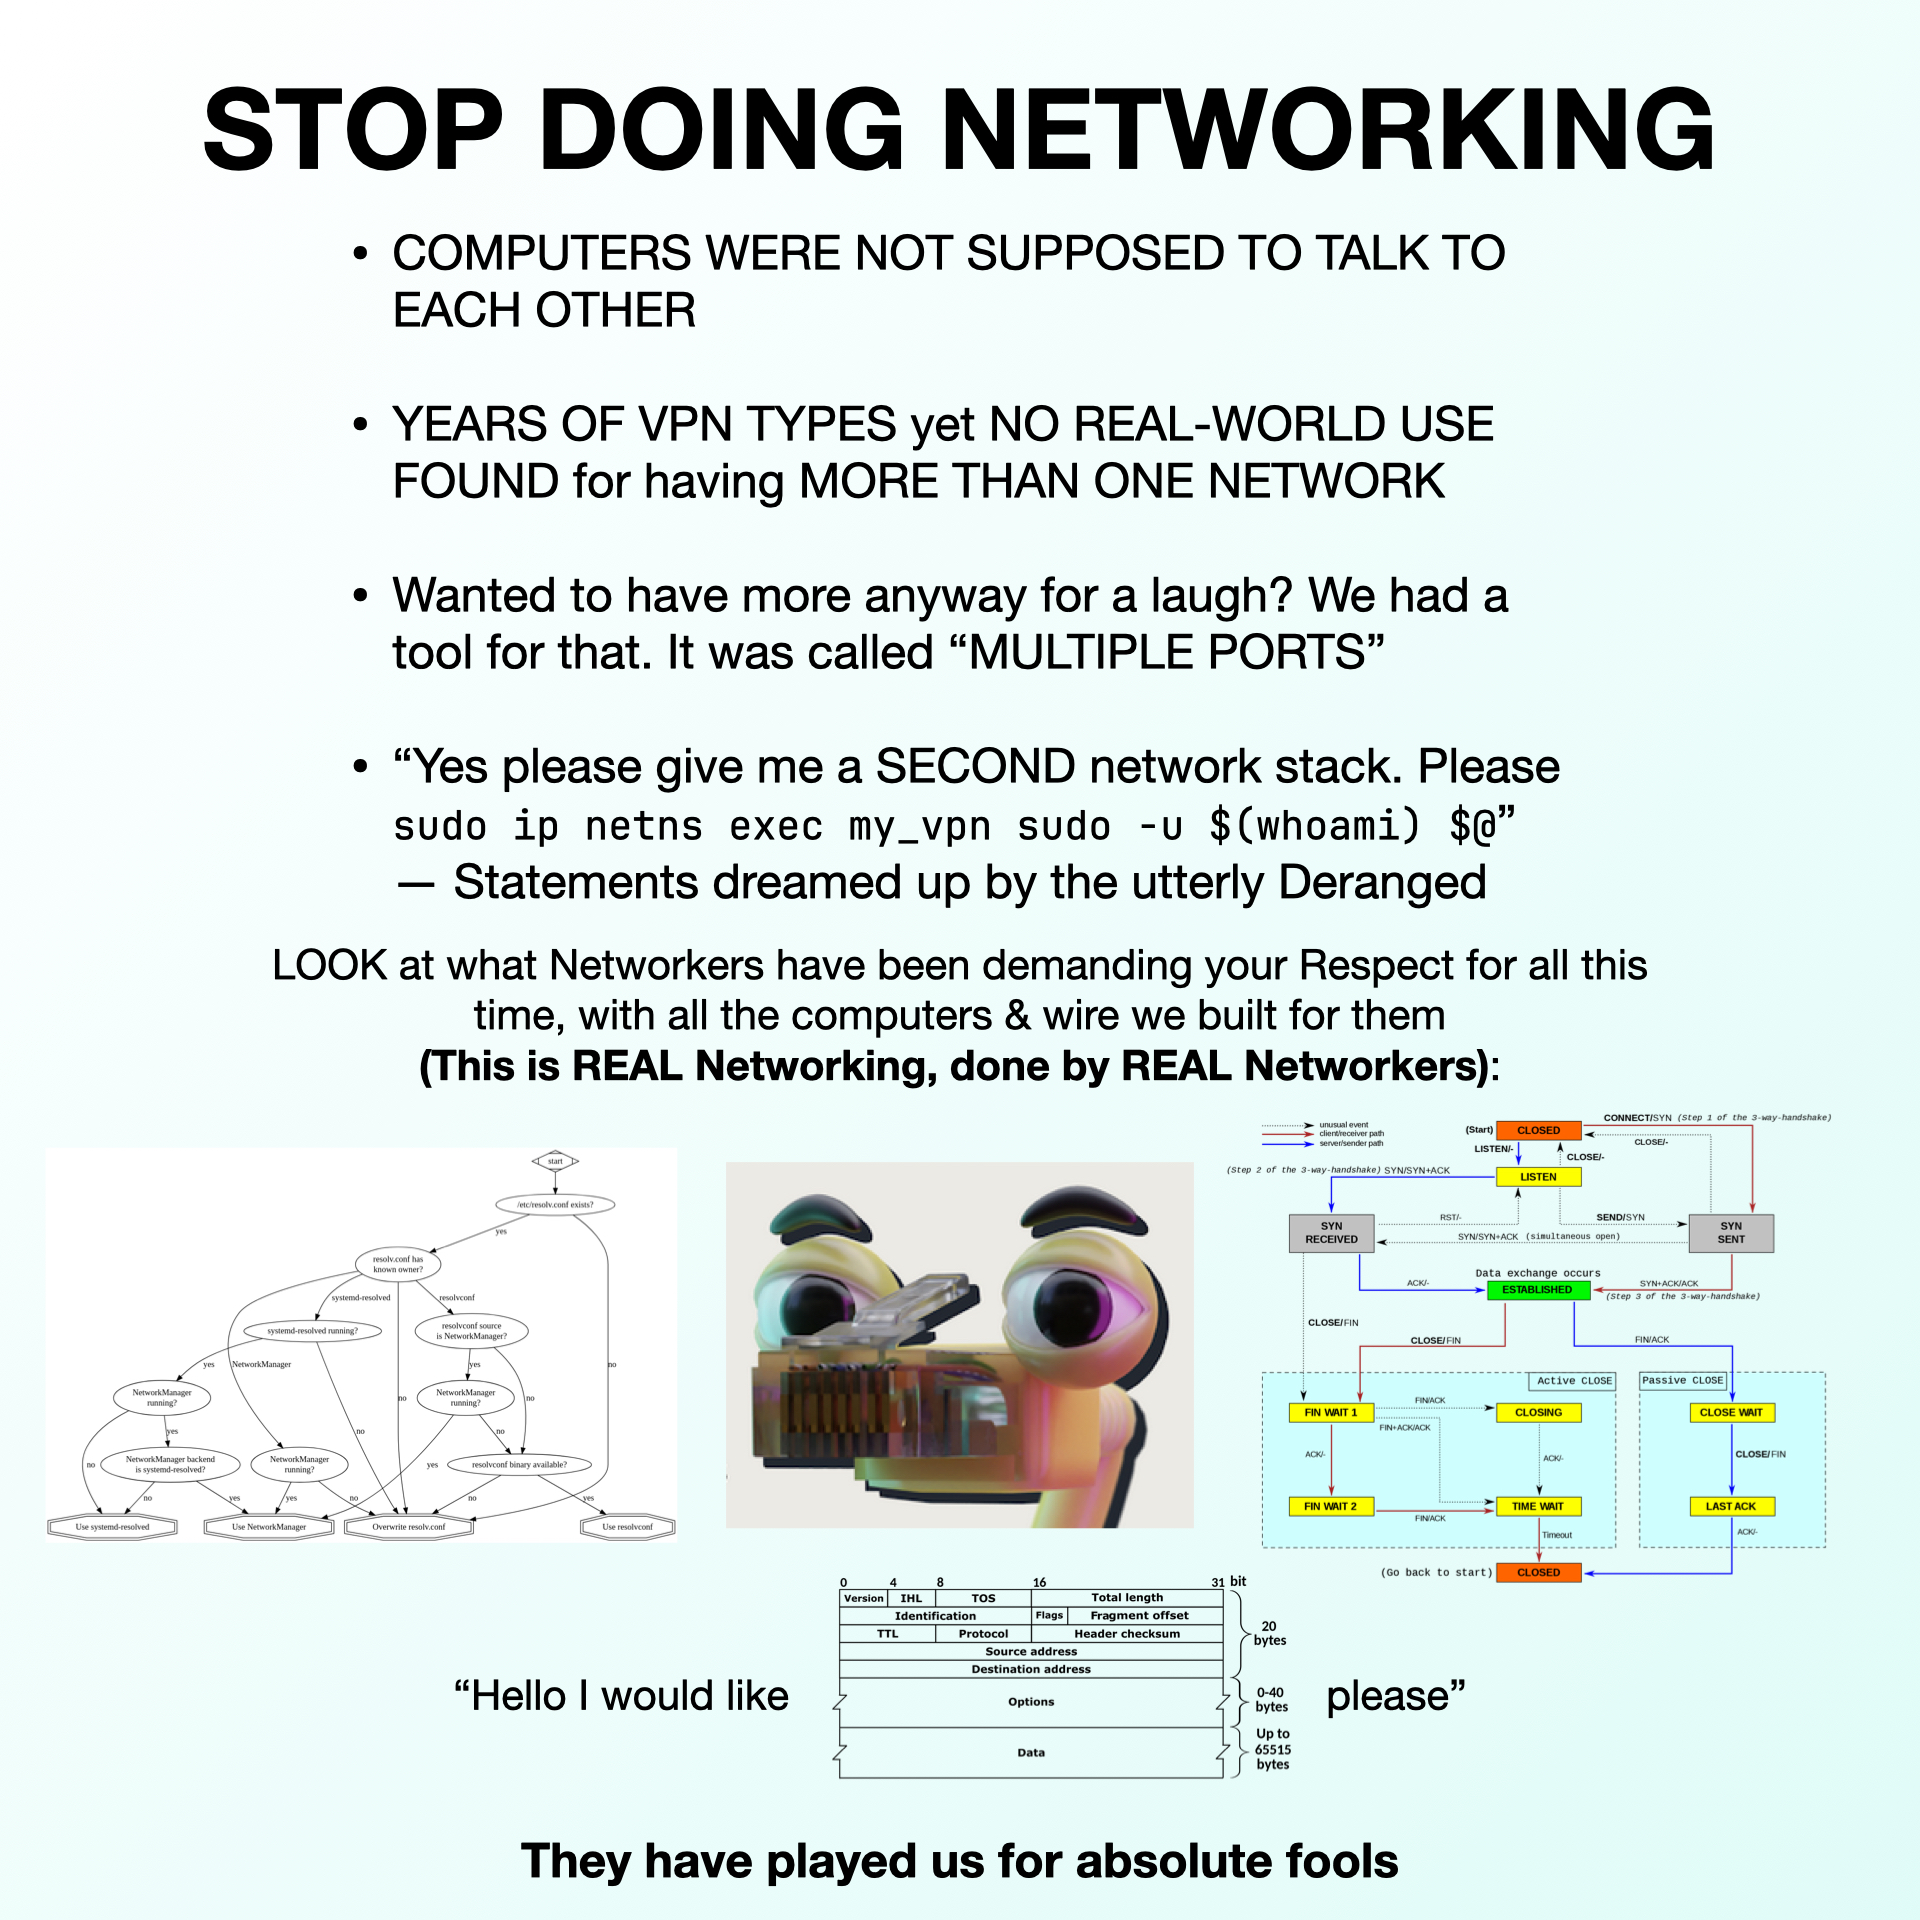 STOP DOING NETWORKING
• COMPUTERS WERE NOT SUPPOSED TO TALK TO
EACH OTHER
• YEARS OF VPN TYPES yet NO REAL-WORLD USE
FOUND for having MORE THAN ONE NETWORK
• Wanted to have more anyway for a laugh? We had a
tool for that. It was called “MULTIPLE PORTS”
• “Yes please give me a SECOND network stack. Please
sudo ip netns exec my_vpn sudo -u $(whoami) $@”
— Statements dreamed up by the utterly Deranged
LOOK at what Networkers have been demanding your Respect for all this
time, with all the computers & wire we built for them
(This is REAL Networking, done by REAL Networkers):
start
/etc/resolv.conf exists?
yes
resolv.conf has
known owner?
systemd-resolved
resolvconf
systemd-resolved running?
resolvconf source
is NetworkManager?
yes
NetworkManager
yes
no
NetworkManager
running?
no
NetworkManager
running?
no
yes
no
no
NetworkManager backend
is systemd-resolved?
NetworkManager
running?
resolvconf binary available?
no
yes
no
yes
yes
no
no
yes
Use systemd-resolved
Use NetworkManager
Overwrite resolv.conf
Use resolvconf
unusual event
client/receiver path
server/sender path
(Start)
CLOSED
CONNECT/SYN (Step 1 of the 3-way-handshake)
LISTEN/-
CLOSE/-
CLOSE/-
(Step 2 of the 3-way-handshake) SYN/SYN+ACK
LISTEN
RST/-
SEND/SYN
SYN
RECEIVED
SYN
SENT
SYN/SYN+ACK (simultaneous open)
Data exchange occurs
ACK/-
ESTABLISHED
SYN+ACK/ACK
(Step 3 of the 3-way-handshake)
CLOSE/FIN
CLOSE/FIN
FIN/ACK
Active CLOSE
Passive CLOSE
FIN WAIT 1
FIN/ACK
CLOSING
CLOSE WAIT
FIN+ACK/ACK
ACK/-
ACK/-
CLOSE/FIN
FIN WAIT 2
FIN/ACK
TIME WAIT
LAST ACK
Timeout
ACK/-
(Go back to start)
CLOSED
0 4 8 16 31 bit
Version IHL TOS Total length
Identification Flags Fragment offset
TTL Protocol Header checksum
Source address
Destination address
20
bytes
“Hello I would like
Options
0-40
bytes
please”
Data
Up to
65515
bytes
They have played us for absolute fools